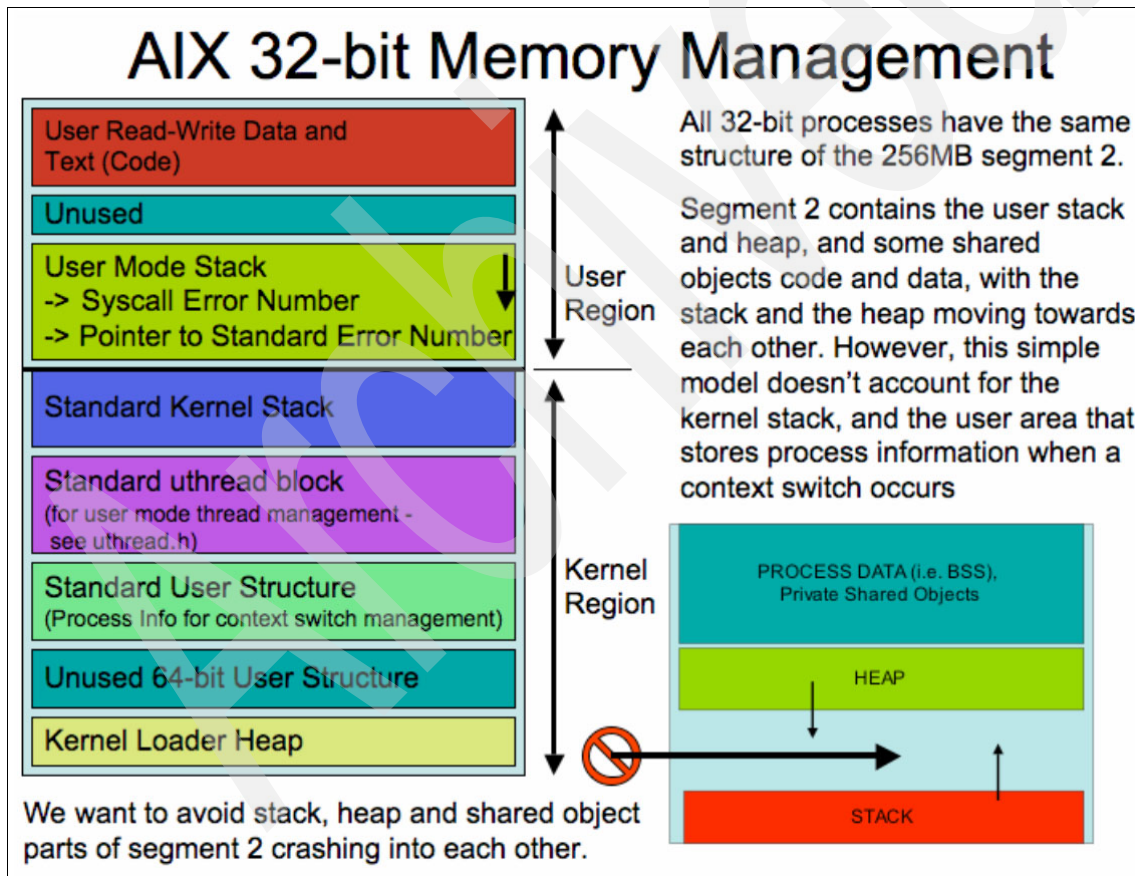 AIX 32-bit Memory Management
User Read-Write Data and
Text (Code)
Unused
User Mode Stack
-> Syscall Error Number
-> Pointer to Standard Error Number
Standard Kernel Stack
Standard uthread block
(for user mode thread management -
see uthread.h)
Standard User Structure
(Process Info for context switch management)
Unused 64-bit User Structure
Kernel Loader Heap
User
Region
Kernel
Region
All 32-bit processes have the same
structure of the 256MB segment 2.
Segment 2 contains the user stack
and heap, and some shared
objects code and data, with the
stack and the heap moving towards
each other. However, this simple
model doesn't account for the
kernel stack, and the user area that
stores process information when a
context switch occurs
PROCESS DATA (i.e. BSS),
Private Shared Objects
HEAP
STACK
We want to avoid stack, heap and shared object
parts of segment 2 crashing into each other.
Archived